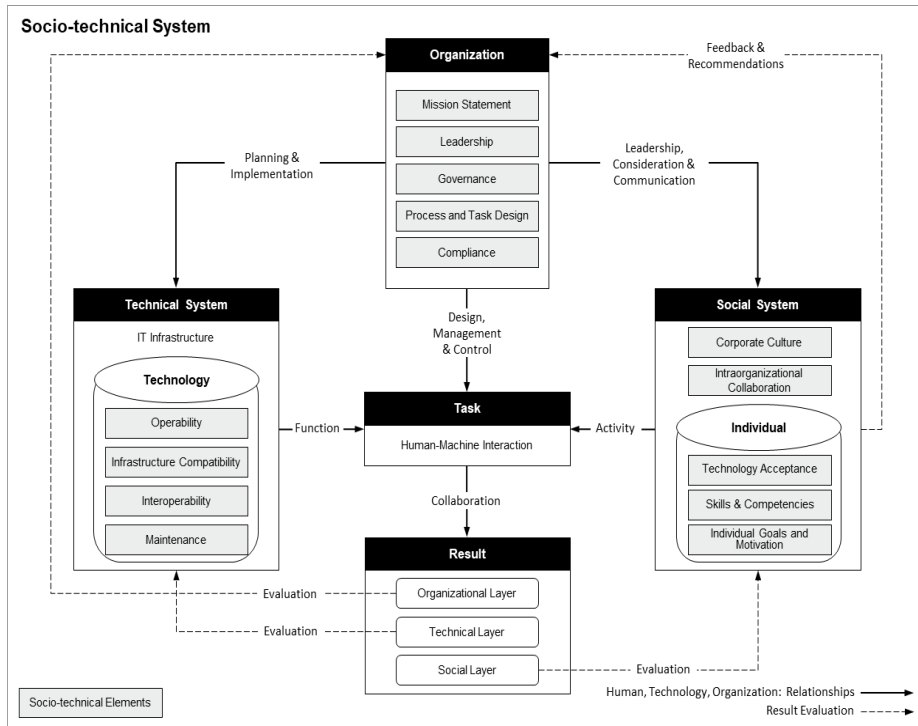 Socio-technical System
Organization
Feedback &
Recommendations
Mission Statement
Leadership
Governance
Process and Task Design
Compliance
Planning &
Implementation
Leadership,
Consideration &
Communication
Technical System
IT Infrastructure
Technology
Operability
Infrastructure Compatibility
Interoperability
Maintenance
Design,
Management
& Control
Social System
Corporate Culture
Intraorganizational
Collaboration
Individual
Technology Acceptance
Skills & Competencies
Individual Goals and
Motivation
Function
Task
Human-Machine Interaction
Activity
Collaboration
Result
Organizational Layer
Technical Layer
Social Layer
Evaluation
Evaluation
Evaluation
Socio-technical Elements
Human, Technology, Organization: Relationships
Result Evaluation